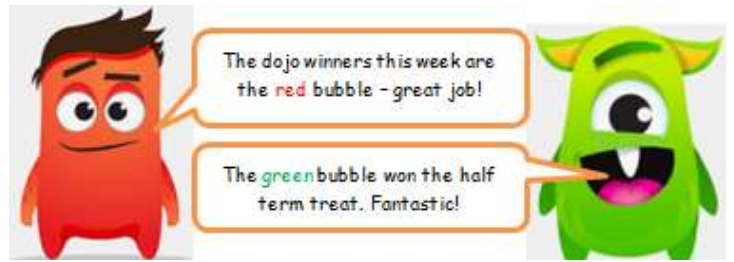 The dojo winners this week are
the red bubble – great job!
The green bubble won the half
term treat. Fantastic!